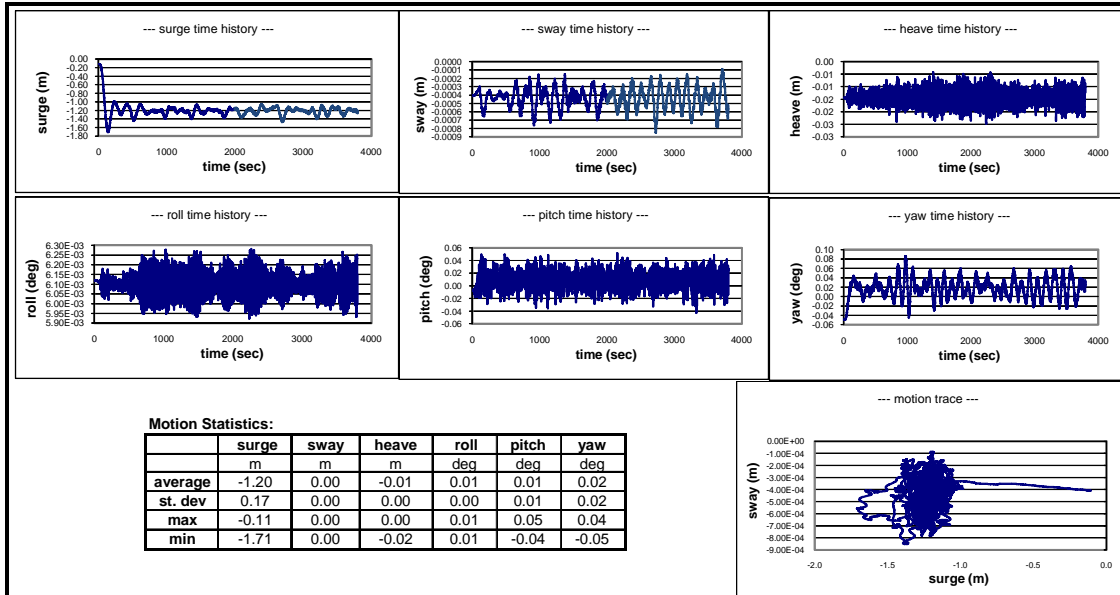 --- surge time history ---
surge (m)
0.00
-0.20
-0.40
-0.60
-0.80
-1.00
-1.20
-1.40
-1.60
-1.80
0 1000 2000 3000 4000
time (sec)
--- sway time history ---
sway (m)
0.0000
-0.0001
-0.0002
-0.0003
-0.0004
-0.0005
-0.0006
-0.0007
-0.0008
-0.0009
0 1000 2000 3000 4000
time (sec)
--- heave time history ---
heave (m)
0.00
-0.01
-0.01
-0.02
-0.02
-0.03
-0.03
0 1000 2000 3000 4000
time (sec)
--- roll time history ---
roll (deg)
6.30E-03
6.25E-03
6.20E-03
6.15E-03
6.10E-03
6.05E-03
6.00E-03
5.95E-03
5.90E-03
0 1000 2000 3000 4000
time (sec)
--- pitch time history ---
pitch (deg)
0.06
0.04
0.02
0.00
-0.02
-0.04
-0.06
0 1000 2000 3000 4000
time (sec)
--- yaw time history ---
yaw (deg)
0.10
0.08
0.06
0.04
0.02
0.00
-0.02
-0.04
-0.06
0 1000 2000 3000 4000
time (sec)
Motion Statistics:
surge sway heave roll pitch yaw
m m m deg deg deg
average -1.20 0.00 -0.01 0.01 0.01 0.02
st. dev 0.17 0.00 0.00 0.00 0.01 0.02
max -0.11 0.00 0.00 0.01 0.05 0.04
min -1.71 0.00 -0.02 0.01 -0.04 -0.05
--- motion trace ---
sway (m)
0.00E+00
-1.00E-04
-2.00E-04
-3.00E-04
-4.00E-04
-5.00E-04
-6.00E-04
-7.00E-04
-8.00E-04
-9.00E-04
-2.0 -1.5 -1.0 -0.5 0.0
surge (m)